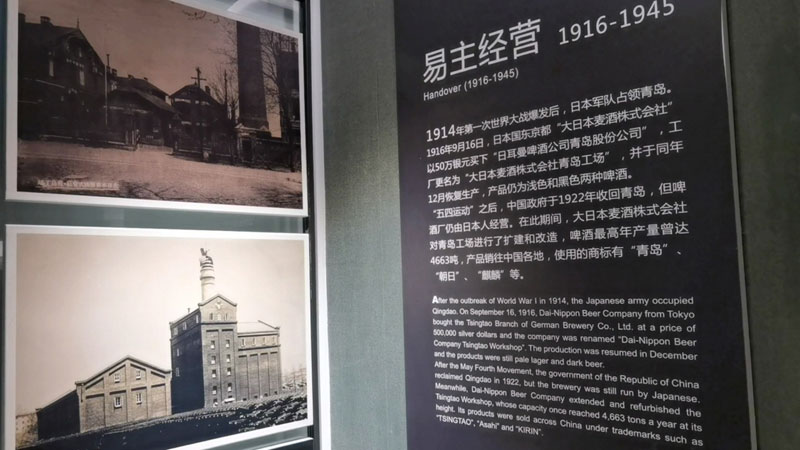 易主经营 1916-1945
Handover (1916-1945)
1914年第一次世界大战爆发后,日本军队占领青岛。
1916年9月16日,日本国东京都“大日本麦酒株式会社”
以50万银元买下“日耳曼啤酒公司青岛股份公司”,工
厂更名为“大日本麦酒株式会社青岛工场”,并于同年
12月恢复生产,产品仍为浅色和黑色两种啤酒。
“五四运动”之后,中国政府于1922年收回青岛,但啤
酒厂仍由日本人经营。在此期间,大日本麦酒株式会社
对青岛工场进行了扩建和改造,啤酒最高年产量曾达
4663吨,产品销往中国各地,使用的商标有“青岛”、
“朝日”、“麒麟”等。
After the outbreak of World War I in 1914, the Japanese army occupied
Qingdao. On September 16, 1916, Dai-Nippon Beer Company from Tokyo
bought the Tsingtao Branch of German Brewery Co., Ltd. at a price of
500,000 silver dollars and the company was renamed "Dai-Nippon Beer
Company Tsingtao Workshop". The production was resumed in December
and the products were still pale lager and dark beer.
After the May Fourth Movement, the government of the Republic of China
reclaimed Qingdao in 1922, but the brewery was still run by Japanese.
Meanwhile, Dai-Nippon Beer Company extended and refurbished the
Tsingtao Workshop, whose capacity once reached 4,663 tons a year at its
height. Its products were sold across China under trademarks such as
"TSINGTAO", "Asahi" and "KIRIN".